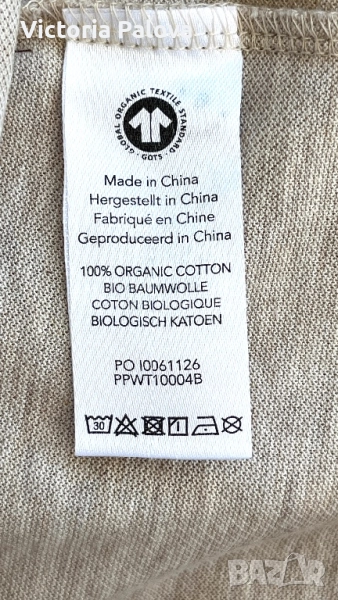 Victoria Palova
GLOBAL ORGANIC TEXTILE STANDARD
· GOTS ·
Made in China
Hergestellt in China
Fabriqué en Chine
Geproduceerd in China
100% ORGANIC COTTON
BIO BAUMWOLLE
COTON BIOLOGIQUE
BIOLOGISCH KATOEN
PO I0061126
PPWT10004B
30
bazar.bg